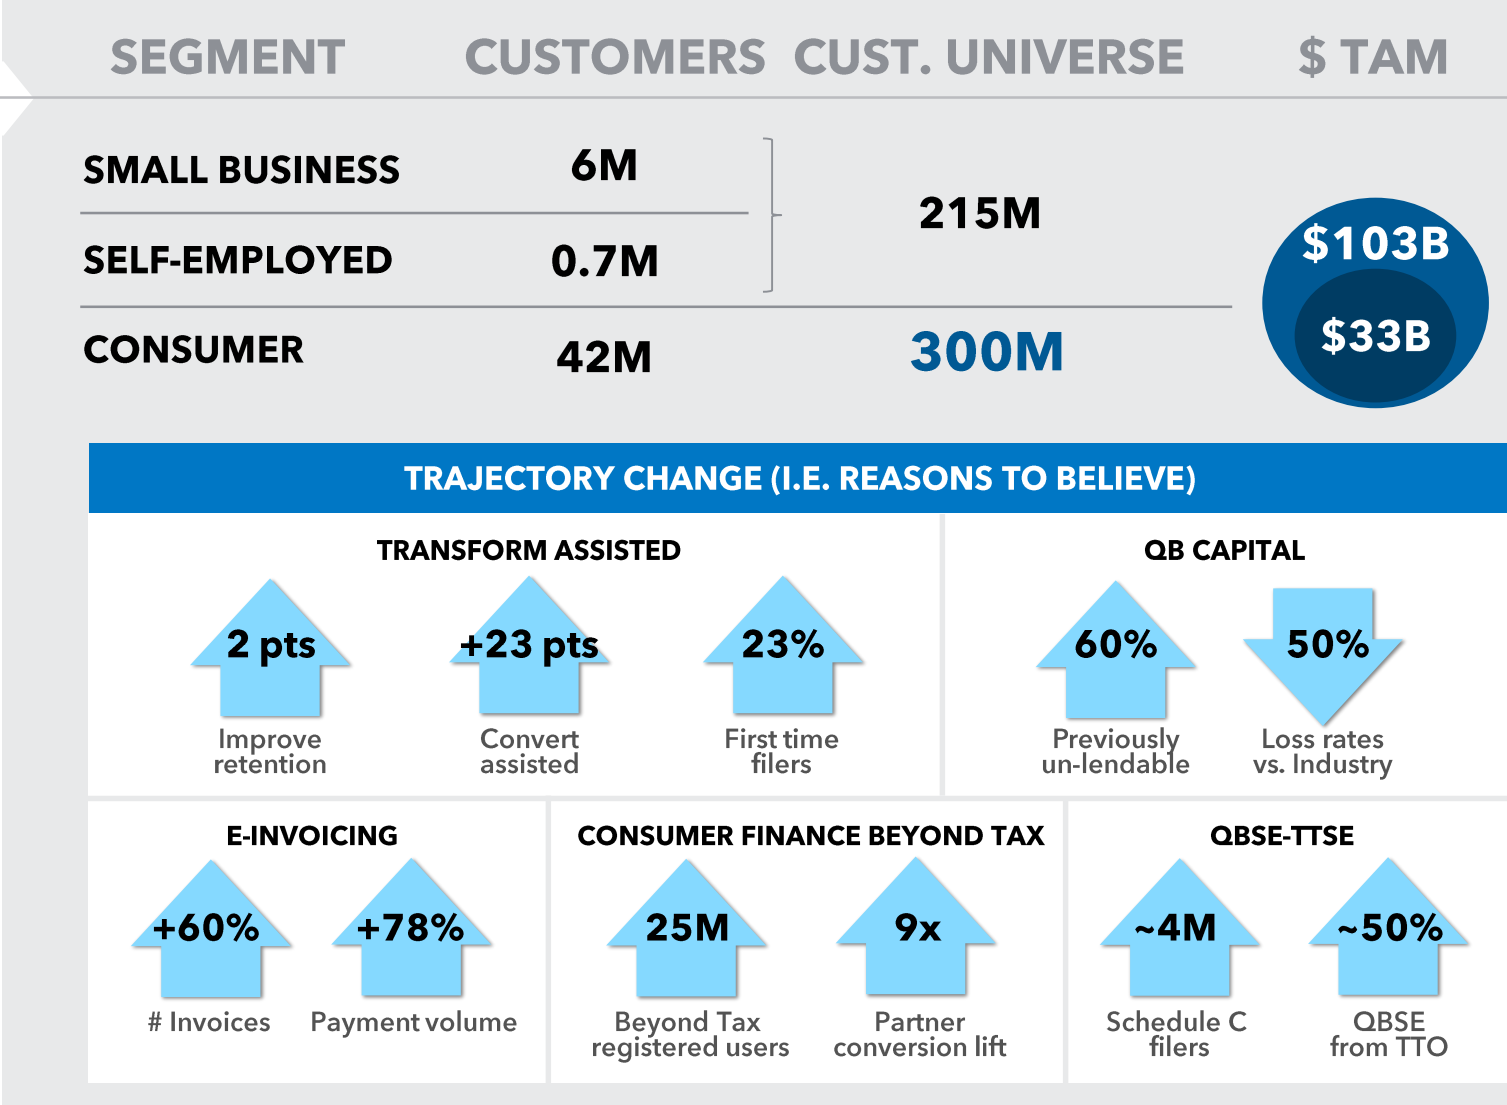 SEGMENT CUSTOMERS CUST. UNIVERSE $ TAM
SMALL BUSINESS 6M
215M
SELF-EMPLOYED 0.7M
$103B
$33B
CONSUMER 42M 300M
TRAJECTORY CHANGE (I.E. REASONS TO BELIEVE)
TRANSFORM ASSISTED
2 pts +23 pts 23%
Improve
retention
Convert
assisted
First time
filers
QB CAPITAL
60% 50%
Previously
un-lendable
Loss rates
vs. Industry
E-INVOICING
+60% +78%
# Invoices Payment volume
CONSUMER FINANCE BEYOND TAX
25M 9x
Beyond Tax
registered users
Partner
conversion lift
QBSE-TTSE
~4M ~50%
Schedule C
filers
QBSE
from TTO